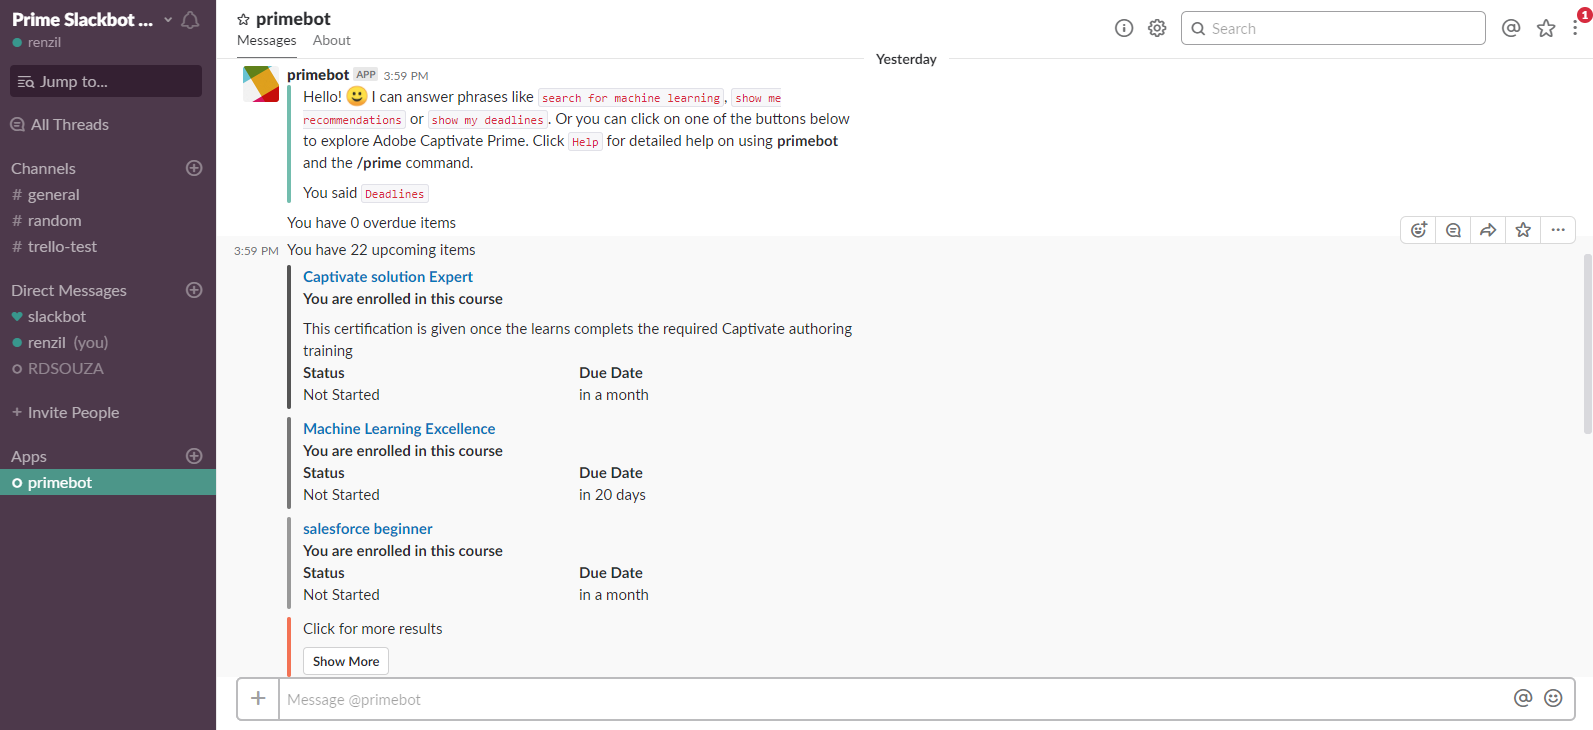 Prime Slackbot ...
renzil
Jump to...
All Threads
Channels
# general
# random
# trello-test
Direct Messages
slackbot
renzil (you)
RDSOUZA
+ Invite People
Apps
primebot
primebot
Messages About
Search
1
Yesterday
primebot APP 3:59 PM
Hello! I can answer phrases like search for machine learning, show me
recommendations or show my deadlines. Or you can click on one of the buttons below
to explore Adobe Captivate Prime. Click Help for detailed help on using primebot
and the /prime command.
You said Deadlines
You have 0 overdue items
3:59 PM You have 22 upcoming items
Captivate solution Expert
You are enrolled in this course
This certification is given once the learns complets the required Captivate authoring
training
Status Due Date
Not Started in a month
Machine Learning Excellence
You are enrolled in this course
Status Due Date
Not Started in 20 days
salesforce beginner
You are enrolled in this course
Status Due Date
Not Started in a month
Click for more results
Show More
+ Message @primebot @